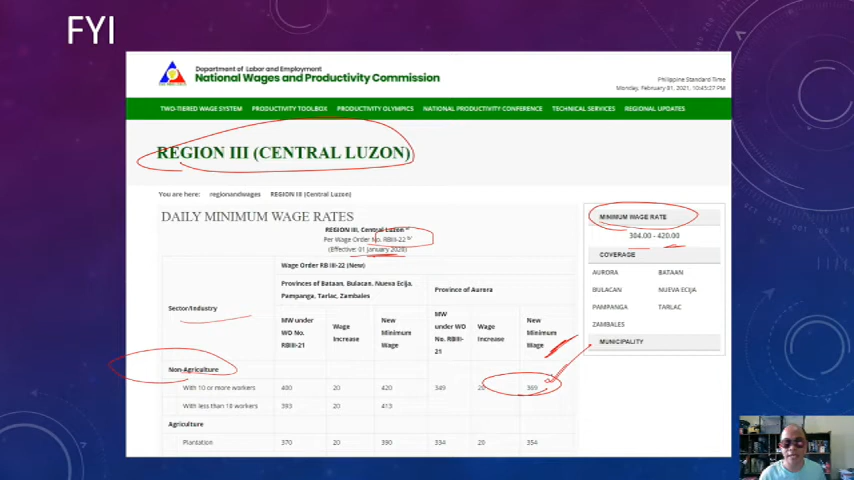 FYI
Department of Labor and Employment
National Wages and Productivity Commission
Philippine Standard Time
Monday, February 01, 2021, 10:45:27 PM
TWO-TIERED WAGE SYSTEM PRODUCTIVITY TOOLBOX PRODUCTIVITY OLYMPICS NATIONAL PRODUCTIVITY CONFERENCE TECHNICAL SERVICES REGIONAL UPDATES
REGION III (CENTRAL LUZON)
You are here: regionandwages REGION III (Central Luzon)
DAILY MINIMUM WAGE RATES
REGION III, Central Luzon
Per Wage Order No. RBIII-22
(Effective: 01 January 2020)
Wage Order RB III-22 (New)
Sector/Industry
Provinces of Bataan, Bulacan, Nueva Ecija, Pampanga, Tarlac, Zambales
Province of Aurora
MW under WO No. RBIII-21
Wage Increase
New Minimum Wage
MW under WO No. RBIII-21
Wage Increase
New Minimum Wage
Non-Agriculture
With 10 or more workers 400 20 420 349 20 369
With less than 10 workers 393 20 413
Agriculture
Plantation 370 20 390 334 20 354
MINIMUM WAGE RATE
304.00 - 420.00
COVERAGE
AURORA BATAAN
BULACAN NUEVA ECIJA
PAMPANGA TARLAC
ZAMBALES
MUNICIPALITY